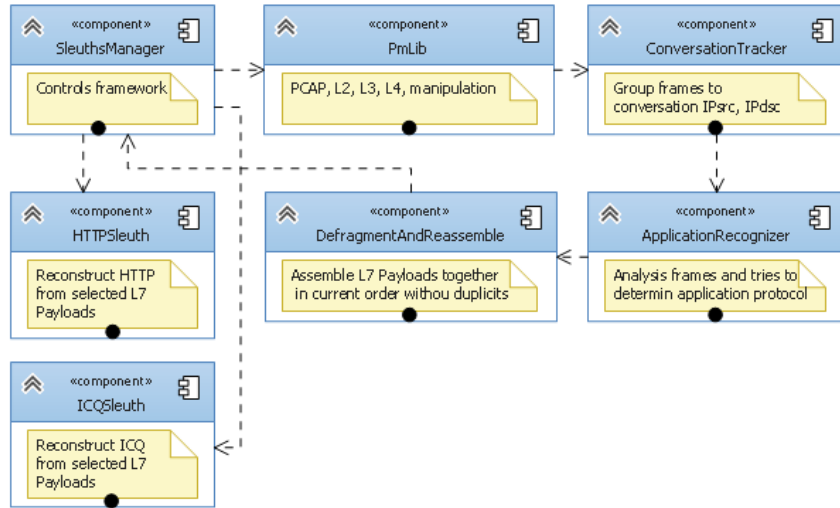 «component»
SleuthsManager
Controls framework
«component»
PmLib
PCAP, L2, L3, L4, manipulation
«component»
ConversationTracker
Group frames to
conversation IPsrc, IPdsc
«component»
HTTPSleuth
Reconstruct HTTP
from selected L7
Payloads
«component»
DefragmentAndReassemble
Assemble L7 Payloads together
in current order withou duplicits
«component»
ApplicationRecognizer
Analysis frames and tries to
determin application protocol
«component»
ICQSleuth
Reconstruct ICQ
from selected L7
Payloads